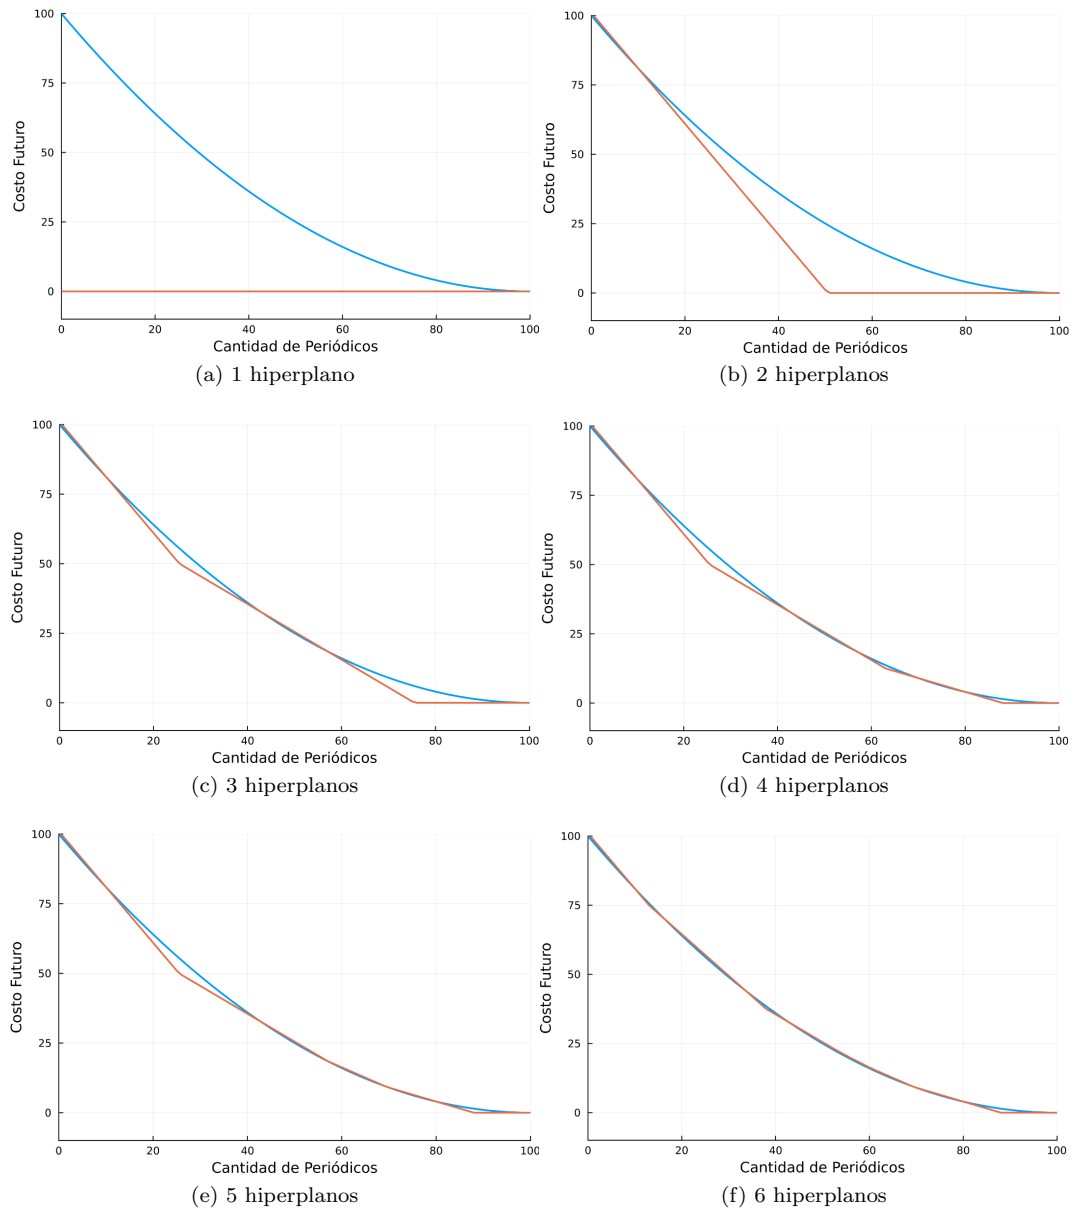 100
75
50
25
0
Costo Futuro
0 20 40 60 80 100
Cantidad de Periódicos
(a) 1 hiperplano
100
75
50
25
0
Costo Futuro
0 20 40 60 80 100
Cantidad de Periódicos
(b) 2 hiperplanos
100
75
50
25
0
Costo Futuro
0 20 40 60 80 100
Cantidad de Periódicos
(c) 3 hiperplanos
100
75
50
25
0
Costo Futuro
0 20 40 60 80 100
Cantidad de Periódicos
(d) 4 hiperplanos
100
75
50
25
0
Costo Futuro
0 20 40 60 80 100
Cantidad de Periódicos
(e) 5 hiperplanos
100
75
50
25
0
Costo Futuro
0 20 40 60 80 100
Cantidad de Periódicos
(f) 6 hiperplanos